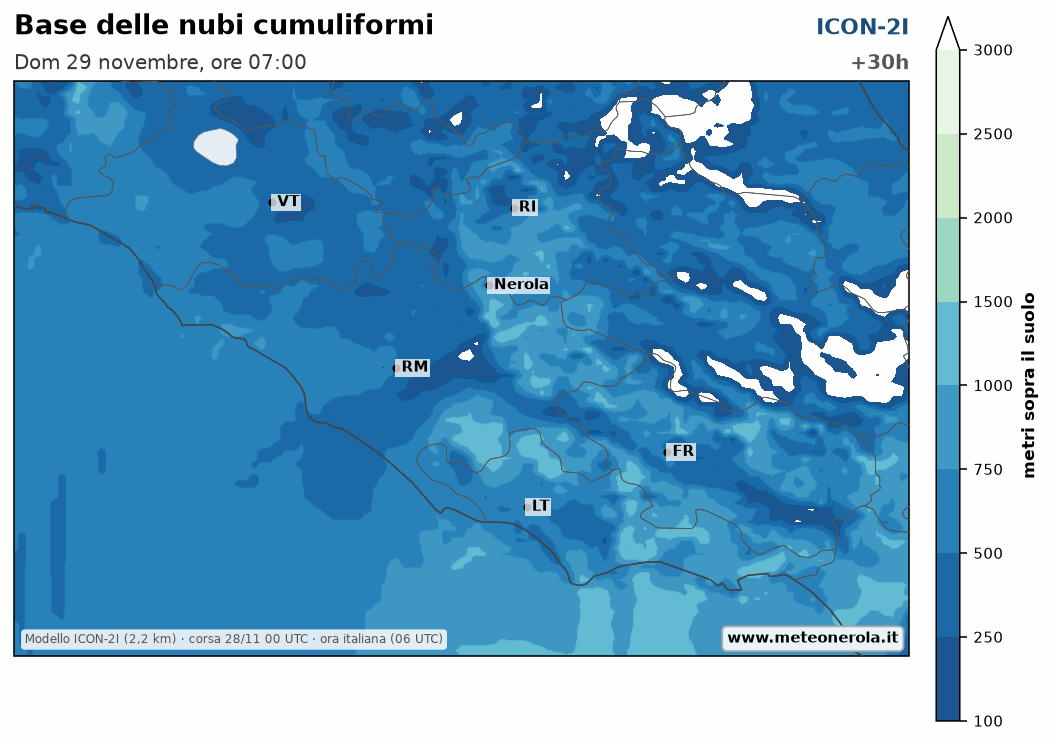 Base delle nubi cumuliformi
ICON-2I
Dom 29 novembre, ore 07:00
+30h
VT
RI
Nerola
RM
FR
LT
Modello ICON-2I (2,2 km) · corsa 28/11 00 UTC · ora italiana (06 UTC)
www.meteonerola.it
3000
2500
2000
1500
1000
750
500
250
100
metri sopra il suolo